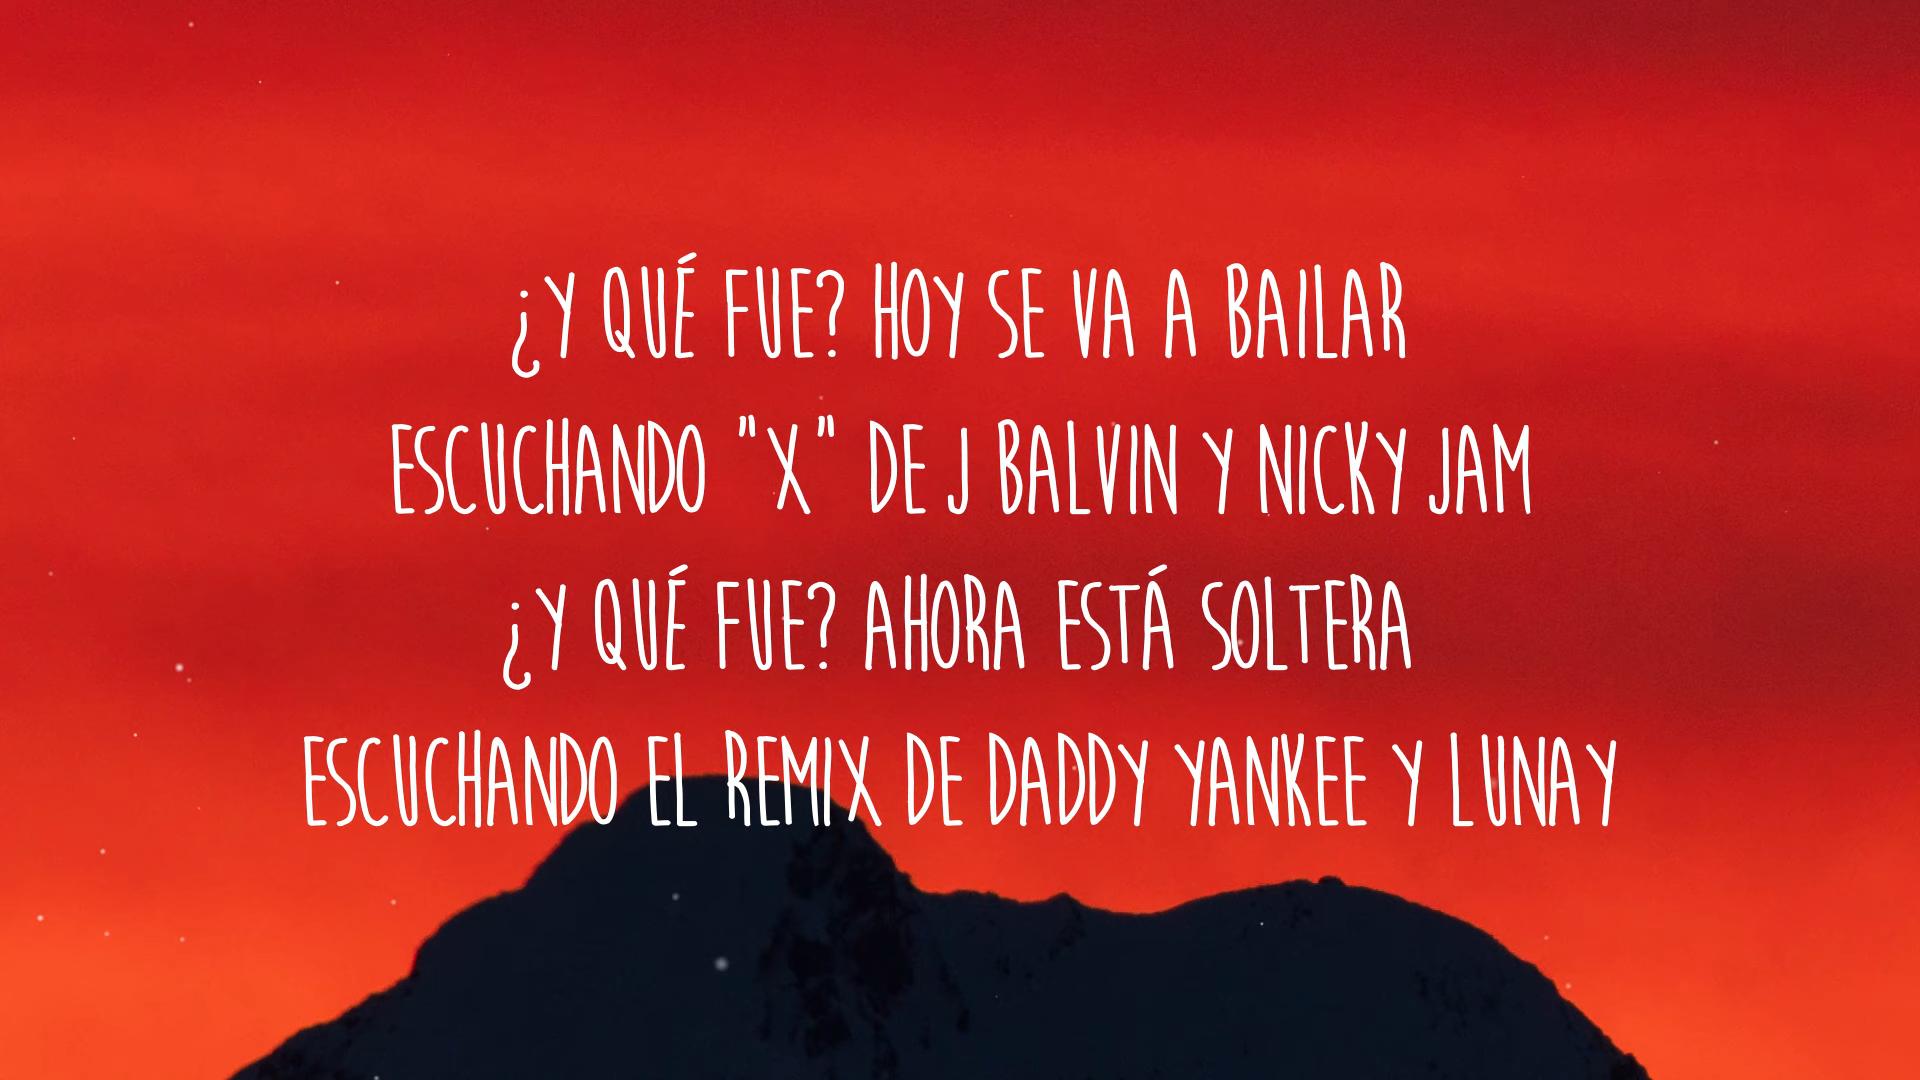 ¿Y QUÉ FUE? HOY SE VA A BAILAR
ESCUCHANDO "X" DE J BALVIN Y NICKY JAM
¿Y QUÉ FUE? AHORA ESTÁ SOLTERA
ESCUCHANDO EL REMIX DE DADDY YANKEE Y LUNAY